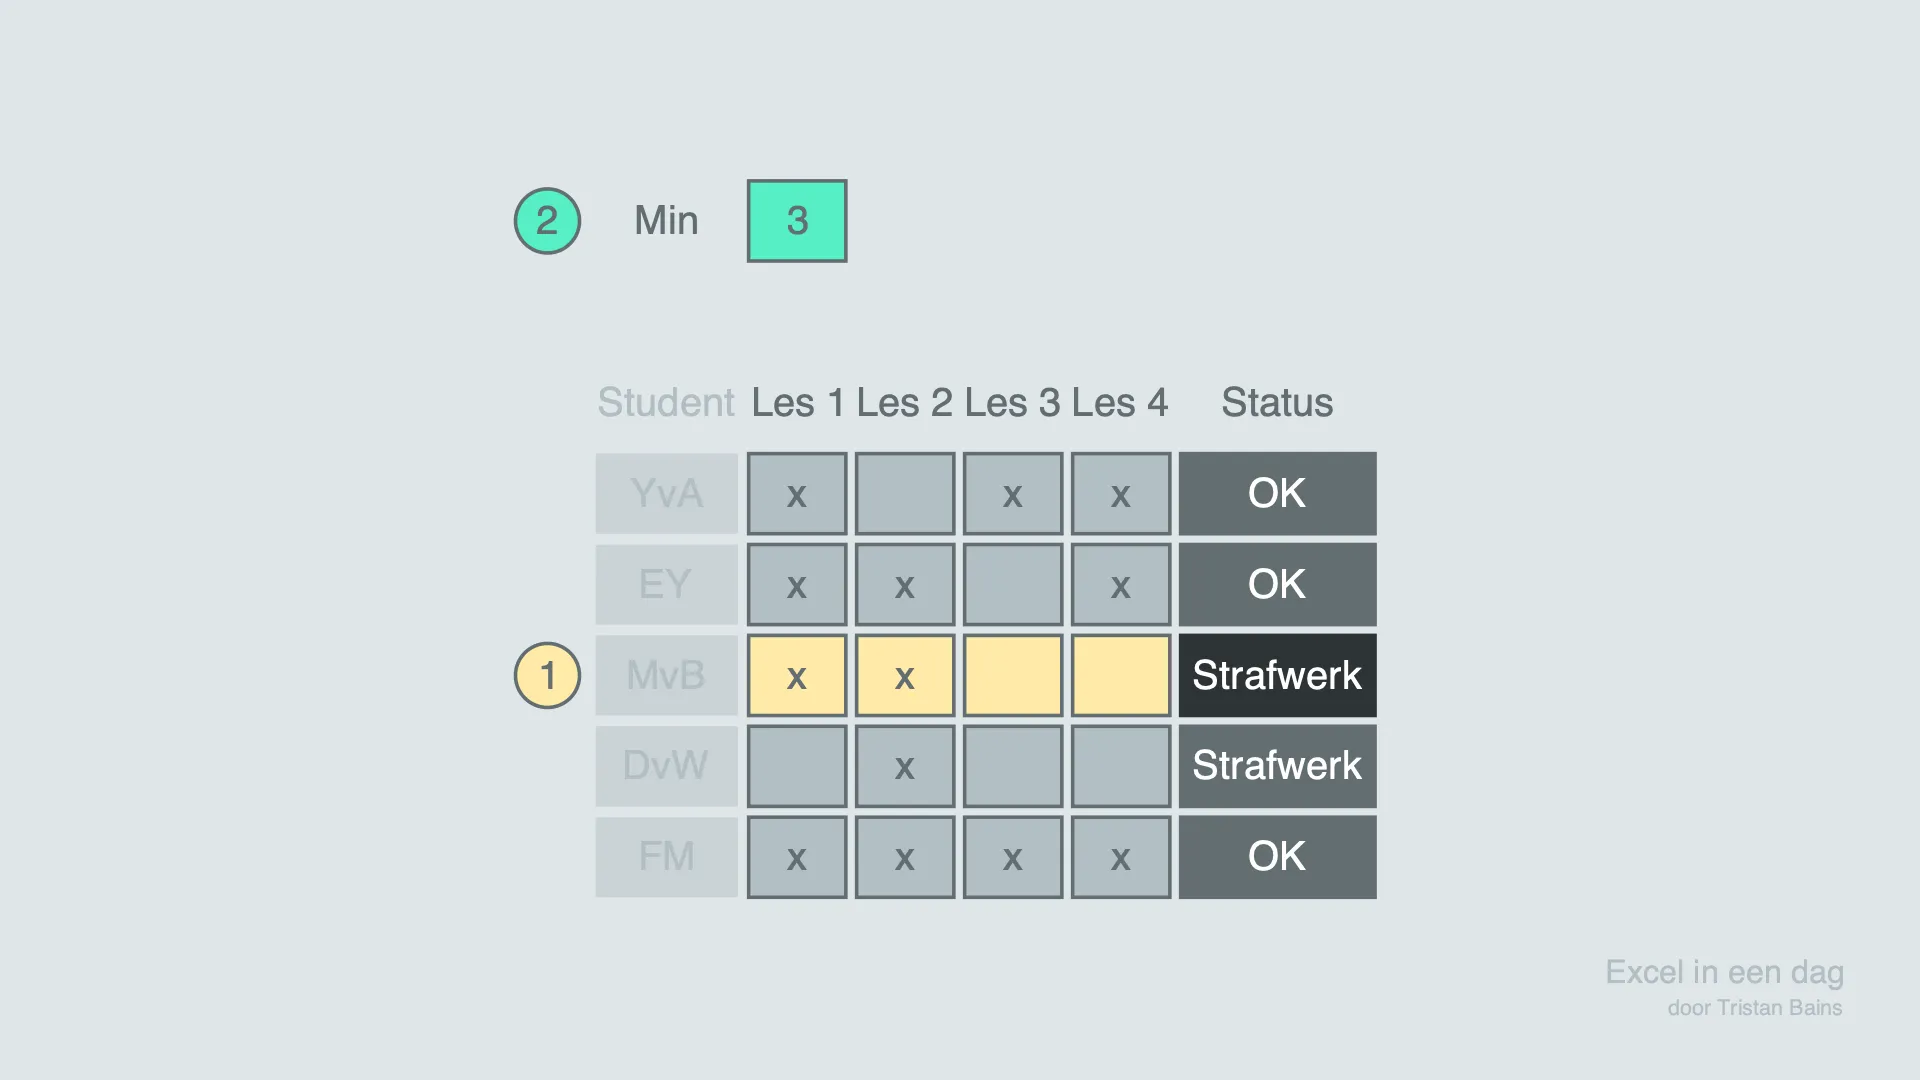 2 Min 3
Student Les 1 Les 2 Les 3 Les 4 Status
YvA x x x OK
EY x x x OK
1 MvB x x Strafwerk
DvW x Strafwerk
FM x x x x OK
Excel in een dag
door Tristan Bains